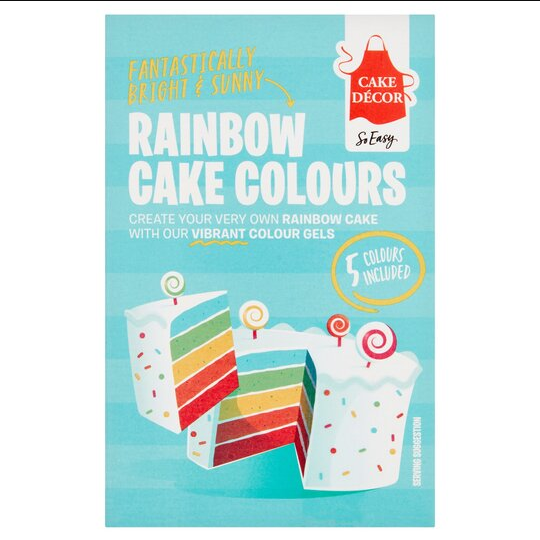 FANTASTICALLY
BRIGHT & SUNNY
CAKE
DÉCOR
So Easy
RAINBOW
CAKE COLOURS
CREATE YOUR VERY OWN RAINBOW CAKE
WITH OUR VIBRANT COLOUR GELS
5 COLOURS
INCLUDED
SERVING SUGGESTION